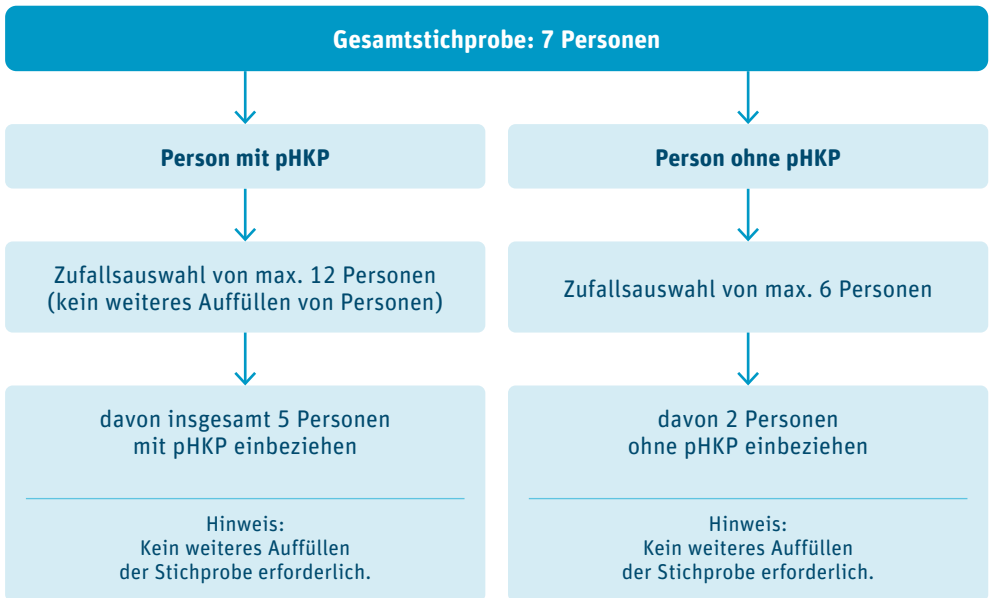 Gesamtstichprobe: 7 Personen
Person mit pHKP
Person ohne pHKP
Zufallsauswahl von max. 12 Personen
(kein weiteres Auffüllen von Personen)
Zufallsauswahl von max. 6 Personen
davon insgesamt 5 Personen
mit pHKP einbeziehen
Hinweis:
Kein weiteres Auffüllen
der Stichprobe erforderlich.
davon 2 Personen
ohne pHKP einbeziehen
Hinweis:
Kein weiteres Auffüllen
der Stichprobe erforderlich.